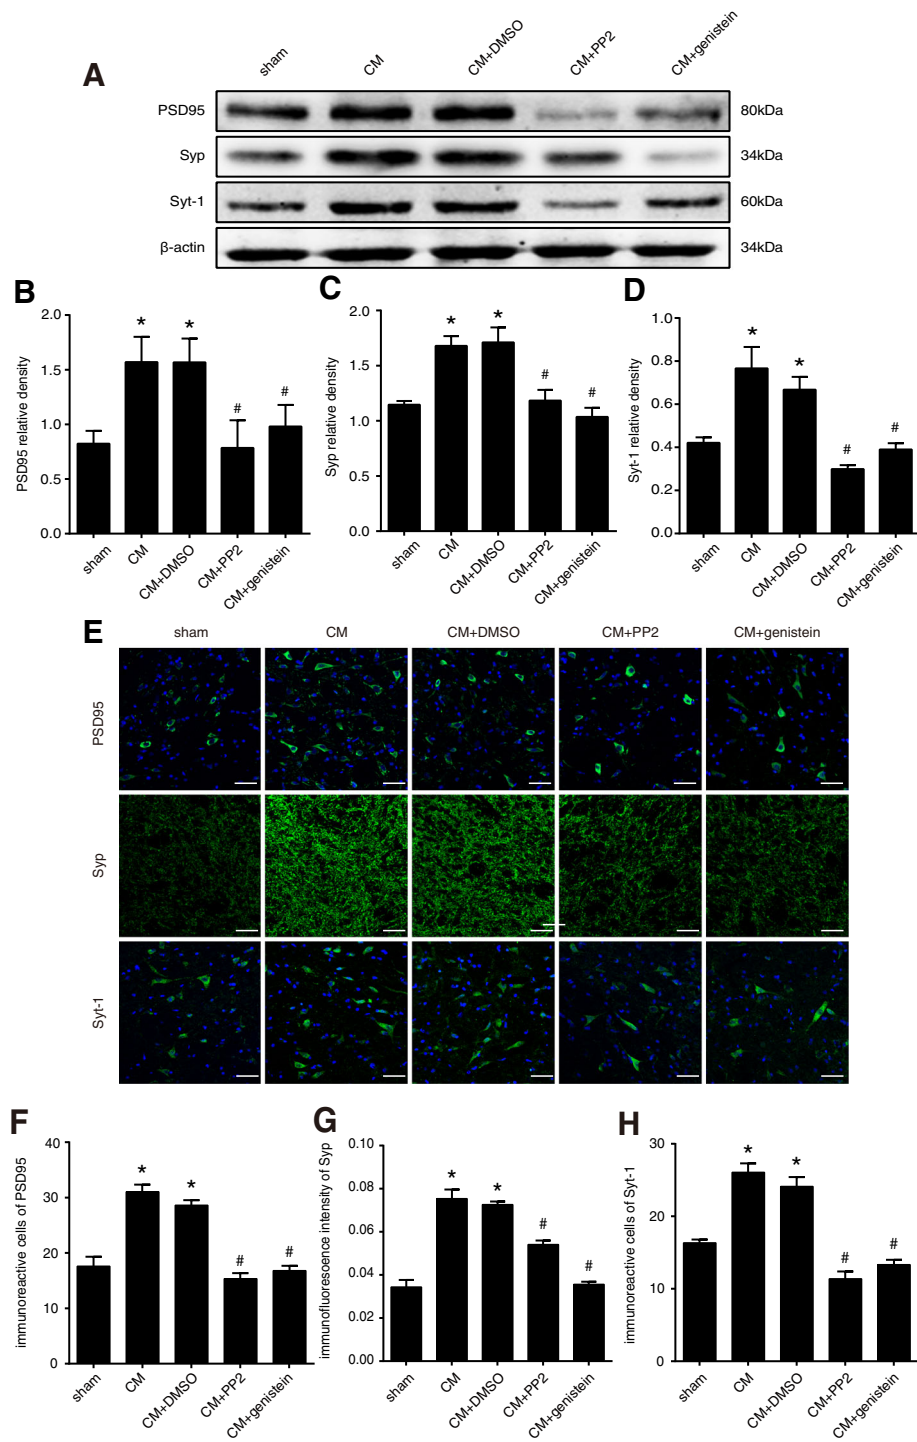 A
sham
CM
CM+DMSO
CM+PP2
CM+genistein
PSD95
80kDa
Syp
34kDa
Syt-1
60kDa
β-actin
34kDa
B
PSD95 relative density
2.0
1.5
1.0
0.5
0.0
*
*
#
#
sham
CM
CM+DMSO
CM+PP2
CM+genistein
C
Syp relative density
2.0
1.5
1.0
0.5
0.0
*
*
#
#
sham
CM
CM+DMSO
CM+PP2
CM+genistein
D
Syt-1 relative density
1.0
0.8
0.6
0.4
0.2
0.0
*
*
#
#
sham
CM
CM+DMSO
CM+PP2
CM+genistein
E
sham
CM
CM+DMSO
CM+PP2
CM+genistein
PSD95
Syp
Syt-1
F
immunoreactive cells of PSD95
40
30
20
10
0
*
*
#
#
sham
CM
CM+DMSO
CM+PP2
CM+genistein
G
immunofluoresoence intensity of Syp
0.10
0.08
0.06
0.04
0.02
0.00
*
*
#
#
sham
CM
CM+DMSO
CM+PP2
CM+genistein
H
immunoreactive cells of Syt-1
30
20
10
0
*
*
#
#
sham
CM
CM+DMSO
CM+PP2
CM+genistein